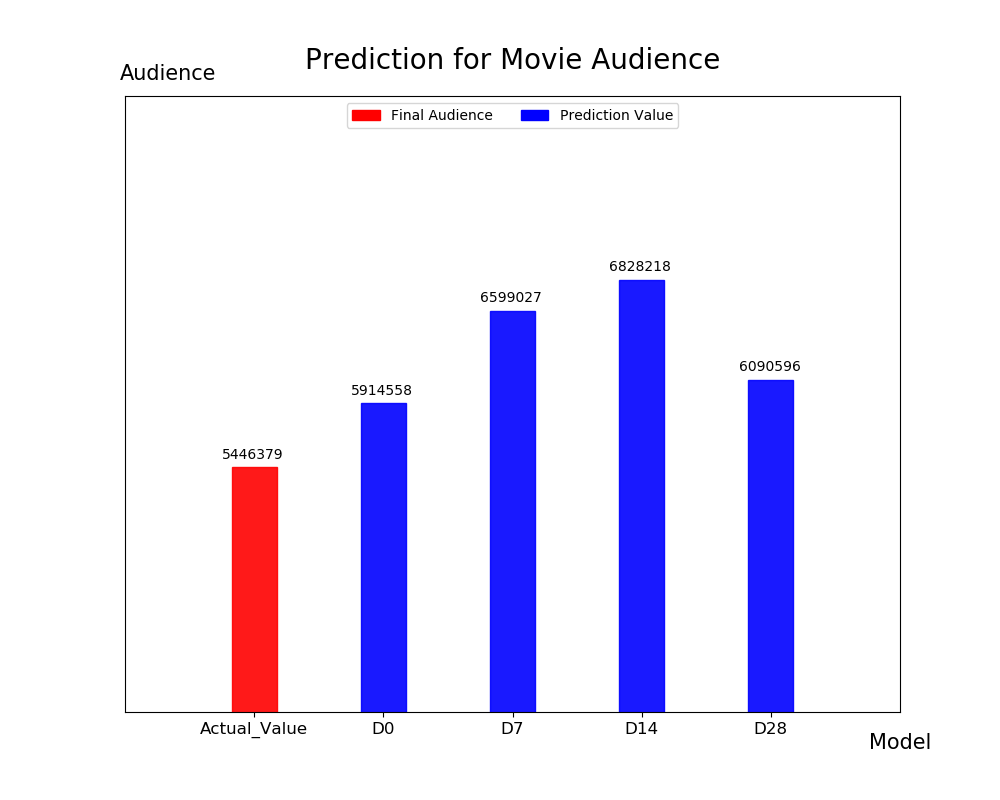 Prediction for Movie Audience
Audience
Final Audience Prediction Value
6828218
6599027
6090596
5914558
5446379
Actual_Value D0 D7 D14 D28
Model